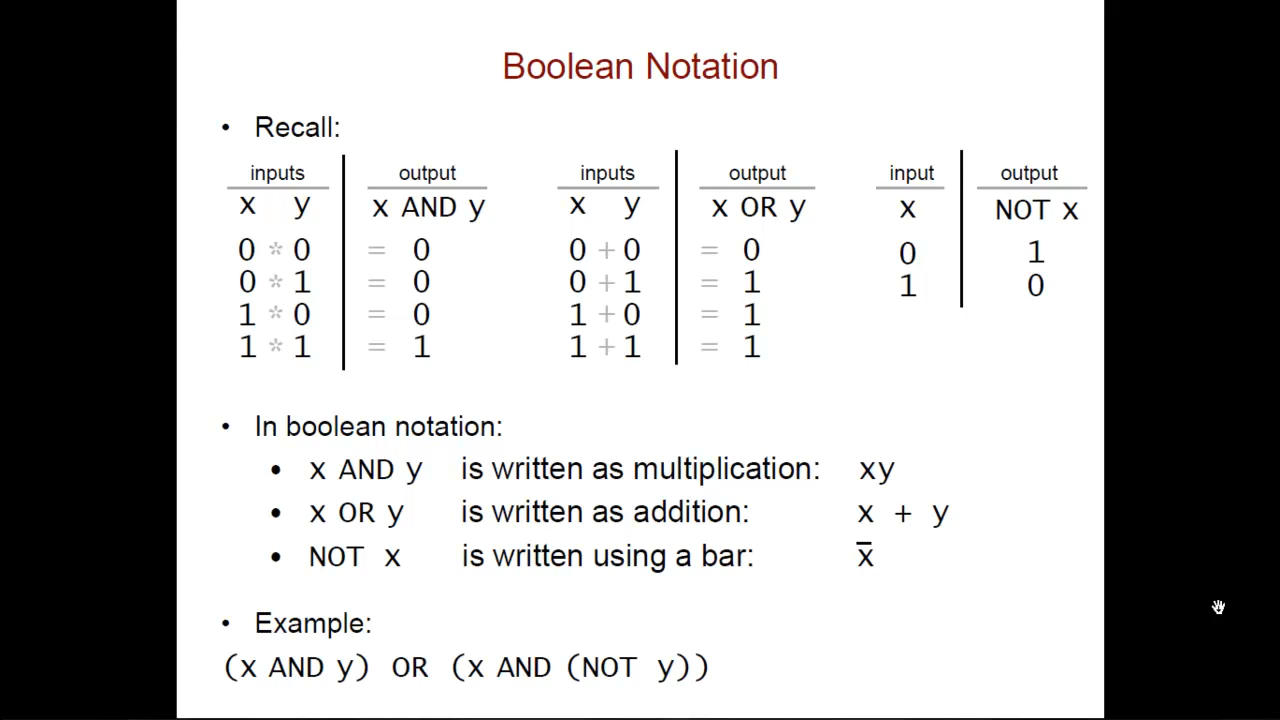 Boolean Notation
• Recall:
inputs output inputs output input output
x y x AND y x y x OR y x NOT x
0 * 0 = 0 0 + 0 = 0 0 1
0 * 1 = 0 0 + 1 = 1 1 0
1 * 0 = 0 1 + 0 = 1
1 * 1 = 1 1 + 1 = 1
• In boolean notation:
• x AND y is written as multiplication: xy
• x OR y is written as addition: x + y
• NOT x is written using a bar: x̅
• Example:
(x AND y) OR (x AND (NOT y))